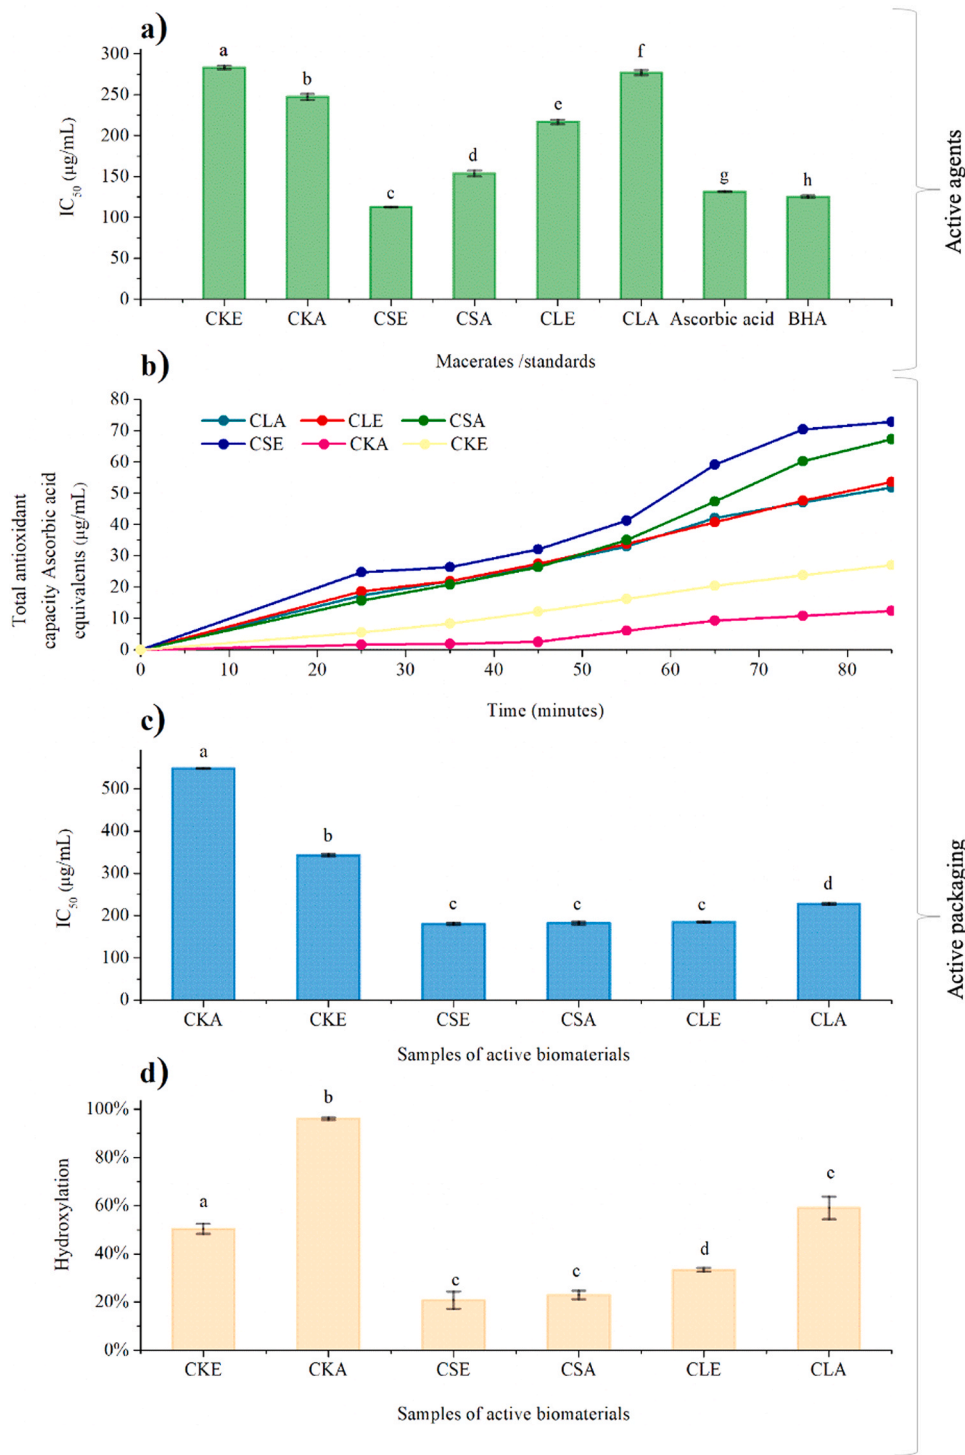 a)
300
250
200
150
100
50
0
IC50 (µg/mL)
a
b
c
d
e
f
g
h
CKE CKA CSE CSA CLE CLA Ascorbic acid BHA
Macerates /standards
Active agents
b)
80
70
60
50
40
30
20
10
0
Total antioxidant
capacity Ascorbic acid
equivalents (µg/mL)
CLA CLE CSA
CSE CKA CKE
0 10 20 30 40 50 60 70 80
Time (minutes)
c)
500
400
300
200
100
0
IC50 (µg/mL)
a
b
c
c
c
d
CKA CKE CSE CSA CLE CLA
Samples of active biomaterials
Active packaging
d)
100%
80%
60%
40%
20%
0%
Hydroxylation
a
b
c
c
d
e
CKE CKA CSE CSA CLE CLA
Samples of active biomaterials